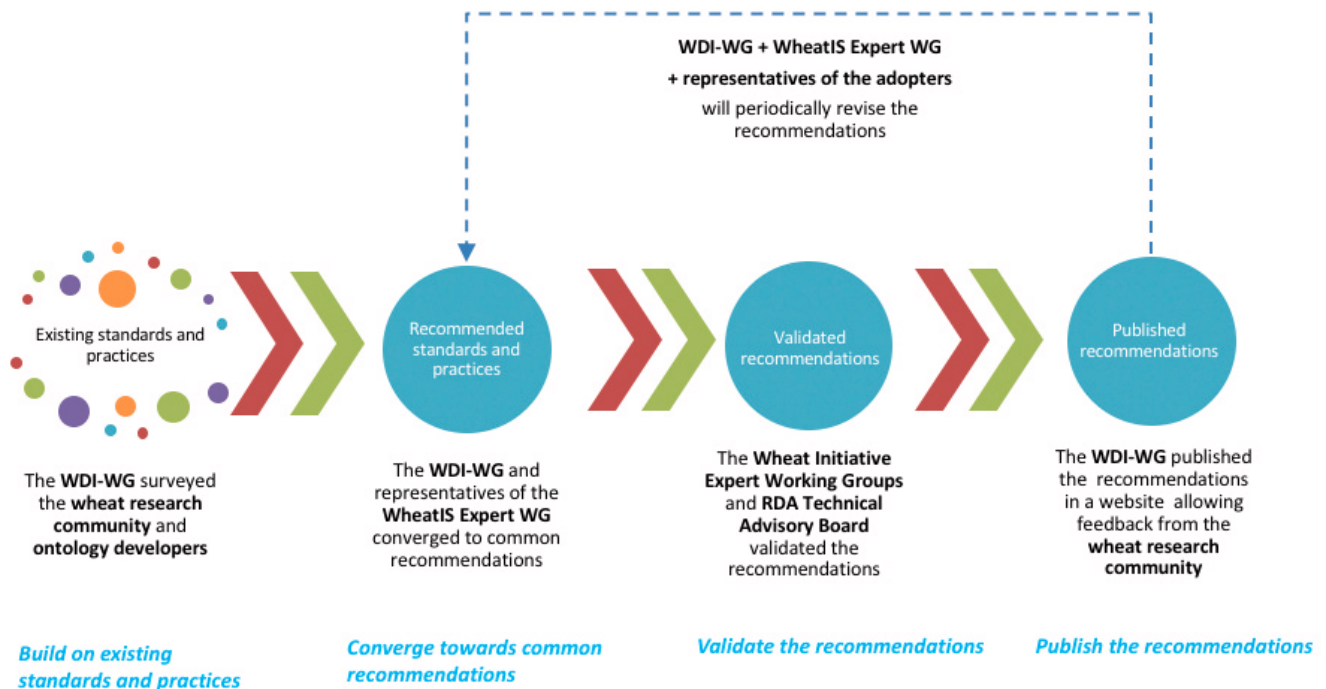 WDI-WG + WheatIS Expert WG
+ representatives of the adopters
will periodically revise the
recommendations
Existing standards and
practices
Recommended
standards and
practices
Validated
recommendations
Published
recommendations
The WDI-WG surveyed
the wheat research
community and
ontology developers
The WDI-WG and
representatives of the
WheatIS Expert WG
converged to common
recommendations
The Wheat Initiative
Expert Working Groups
and RDA Technical
Advisory Board
validated the
recommendations
The WDI-WG published
the recommendations
in a website allowing
feedback from the
wheat research
community
Build on existing
standards and practices
Converge towards common
recommendations
Validate the recommendations
Publish the recommendations